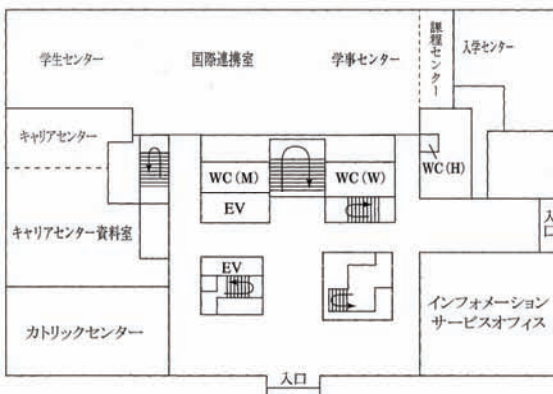 学生センター
国際連携室
学事センター
課程センター
入学センター
キャリアセンター
WC (M)
WC (W)
WC (H)
EV
キャリアセンター資料室
入口
EV
カトリックセンター
インフォメーション
サービスオフィス
入口